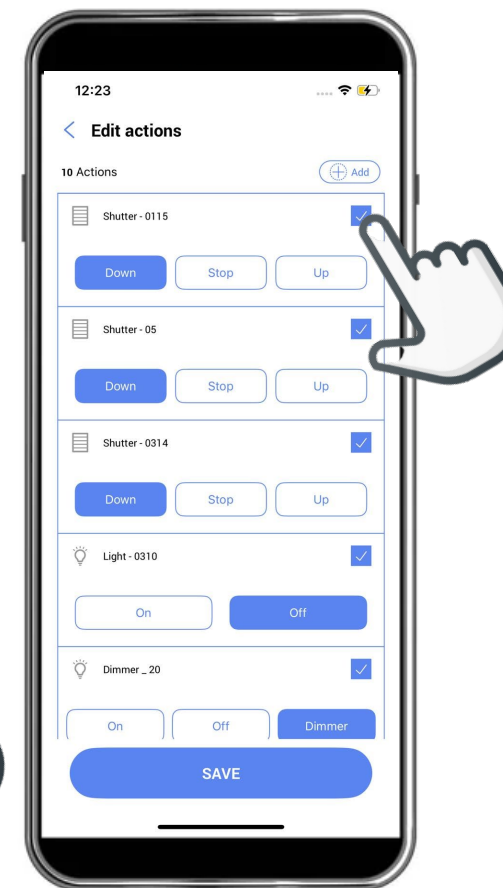 12:23
Edit actions
10 Actions
Add
Shutter - 0115
Down Stop Up
Shutter - 05
Down Stop Up
Shutter - 0314
Down Stop Up
Light - 0310
On Off
Dimmer _ 20
On Off Dimmer
SAVE